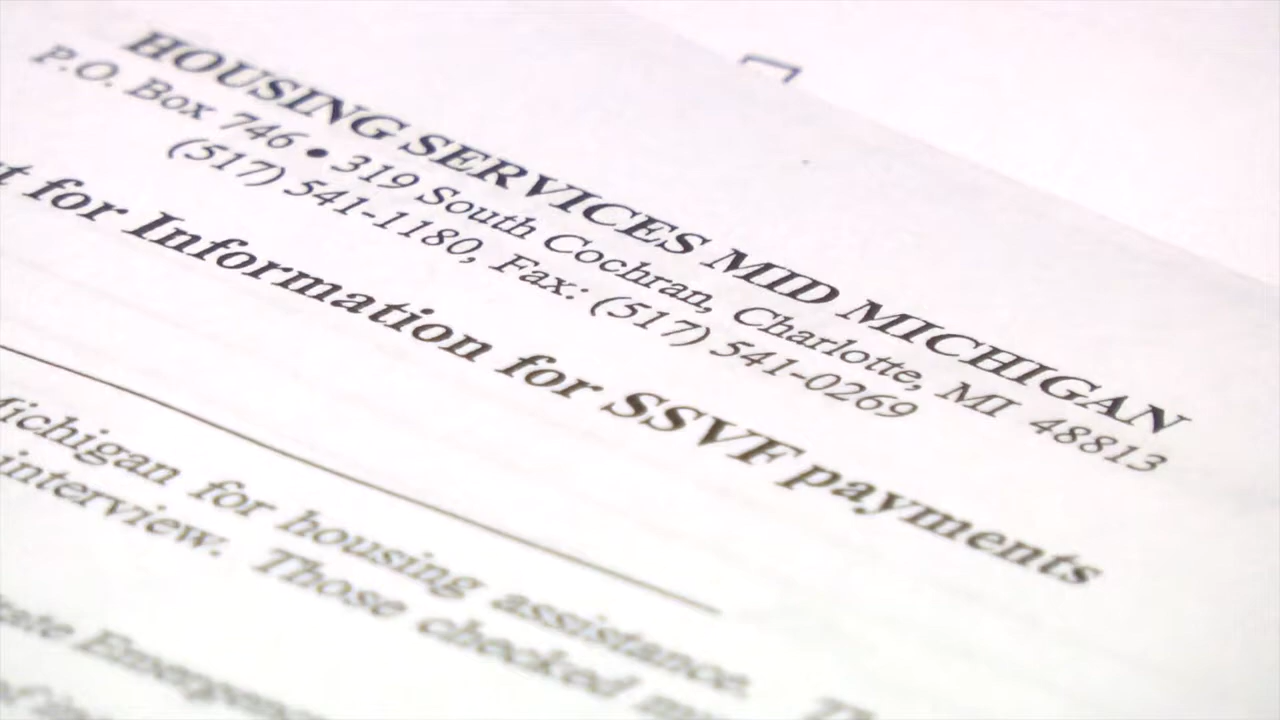 HOUSING SERVICES MID MICHIGAN
P.O. Box 746 • 319 South Cochran, Charlotte, MI 48813
(517) 541-1180, Fax: (517) 541-0269
for Information for SSVF payments
for housing assistance.
interview. Those checked